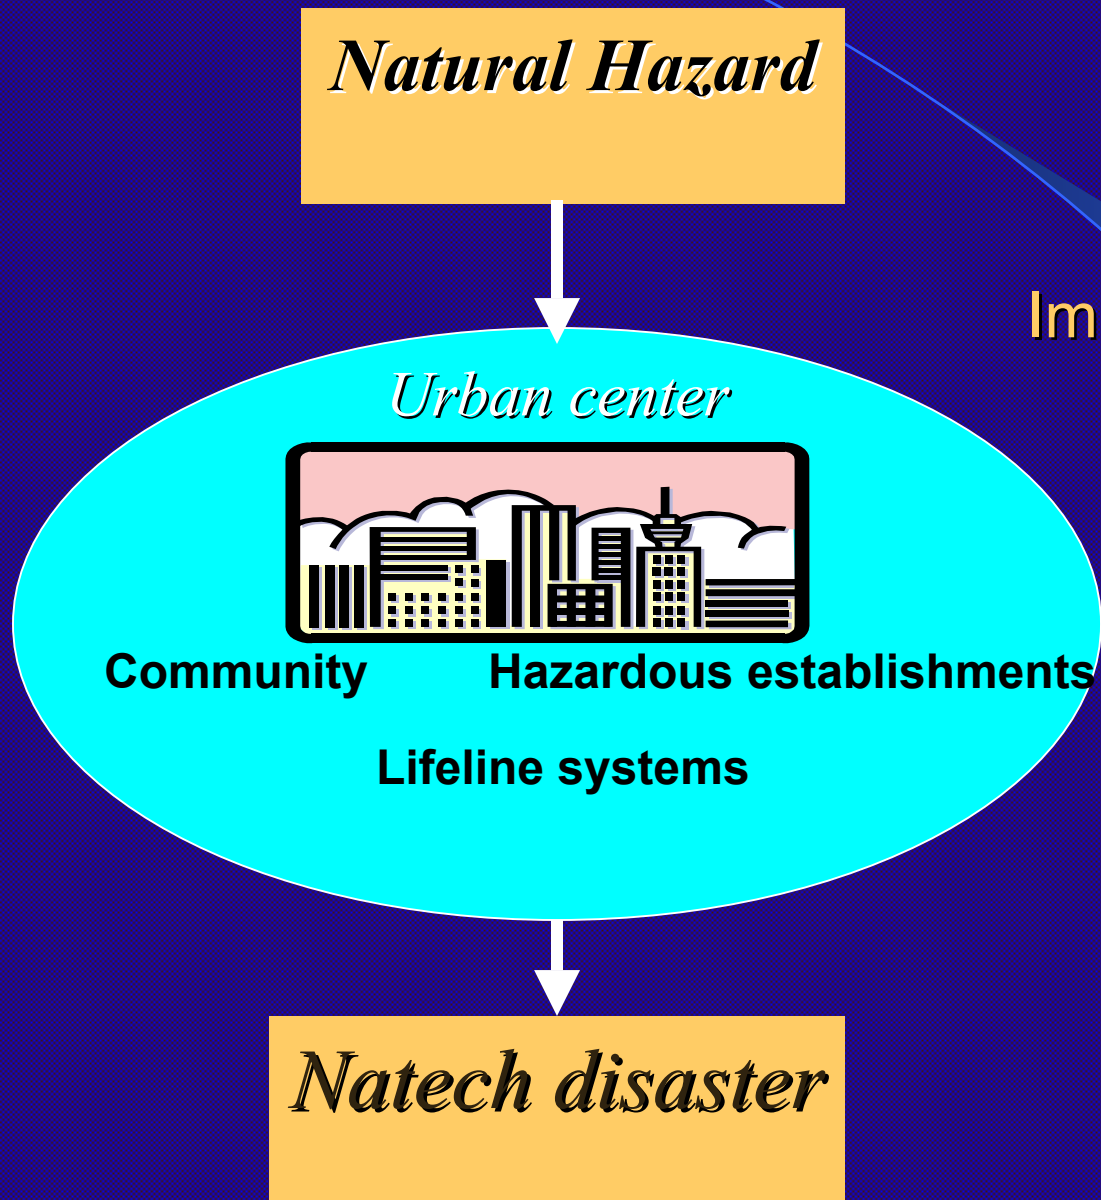 Natural Hazard
Im
Urban center
Community Hazardous establishments
Lifeline systems
Natech disaster